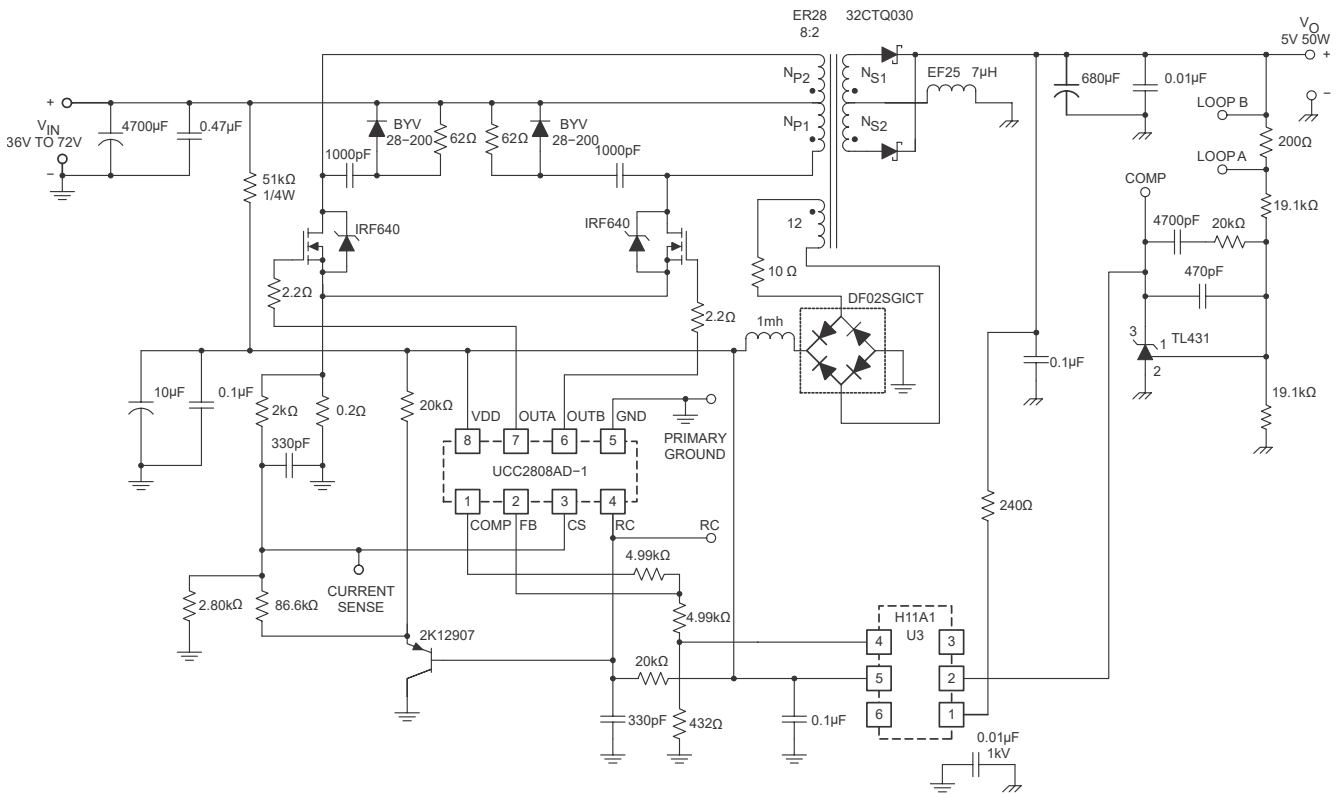 ER28 32CTQ030
8:2
VO
5V 50W
+
−
NP2
NS1
NP1
NS2
EF25 7µH
680µF
0.01µF
LOOP B
200Ω
LOOP A
COMP
19.1kΩ
4700pF
20kΩ
470pF
3
1
TL431
2
19.1kΩ
+
VIN
36V TO 72V
−
4700µF
0.47µF
BYV
28−200
62Ω
62Ω
BYV
28−200
1000pF
1000pF
51kΩ
1/4W
IRF640
IRF640
12
10 Ω
DF02SGICT
2.2Ω
2.2Ω
1mh
0.1µF
10µF
0.1µF
2kΩ
0.2Ω
20kΩ
330pF
VDD
OUTA
OUTB
GND
8
7
6
5
PRIMARY
GROUND
UCC2808AD−1
1
2
3
4
COMP
FB
CS
RC
RC
240Ω
4.99kΩ
CURRENT
SENSE
2.80kΩ
86.6kΩ
4.99kΩ
H11A1
U3
4
3
2K12907
20kΩ
5
2
6
1
330pF
432Ω
0.1µF
0.01µF
1kV